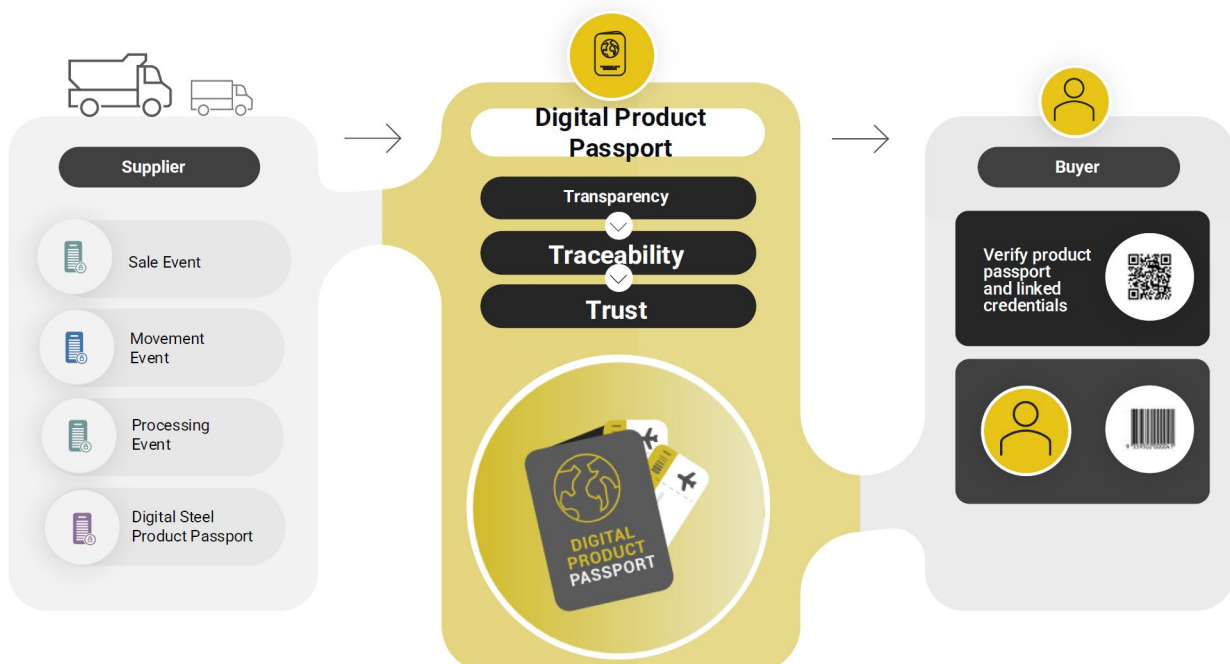 Supplier
Sale Event
Movement
Event
Processing
Event
Digital Steel
Product Passport
Digital Product
Passport
Transparency
Traceability
Trust
DIGITAL
PRODUCT
PASSPORT
Buyer
Verify product
passport
and linked
credentials